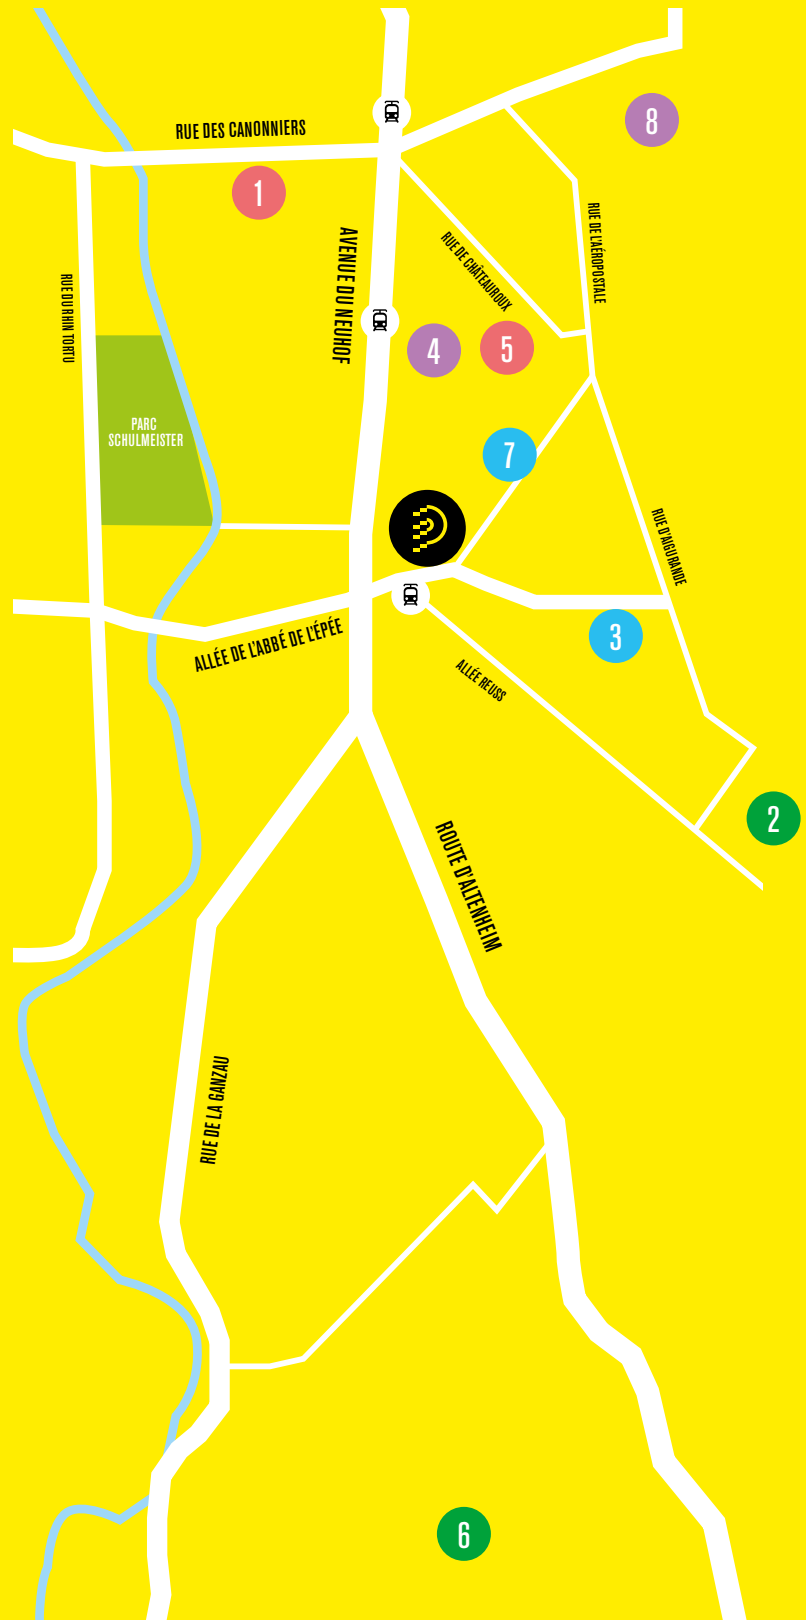 8
RUE DES CANONNIERS
1
RUE DE L'AÉROPOSTALE
AVENUE DU NEUHOF
RUE DE CHÂTEAUROUX
RUE DU RHIN TORTU
4
5
PARC
SCHULMEISTER
7
RUE D'AIGURANDE
3
ALLÉE DE L'ABBÉ DE L'ÉPÉE
ALLÉE REUSS
2
ROUTE D'ALTENHEIM
RUE DE LA GANZAU
6